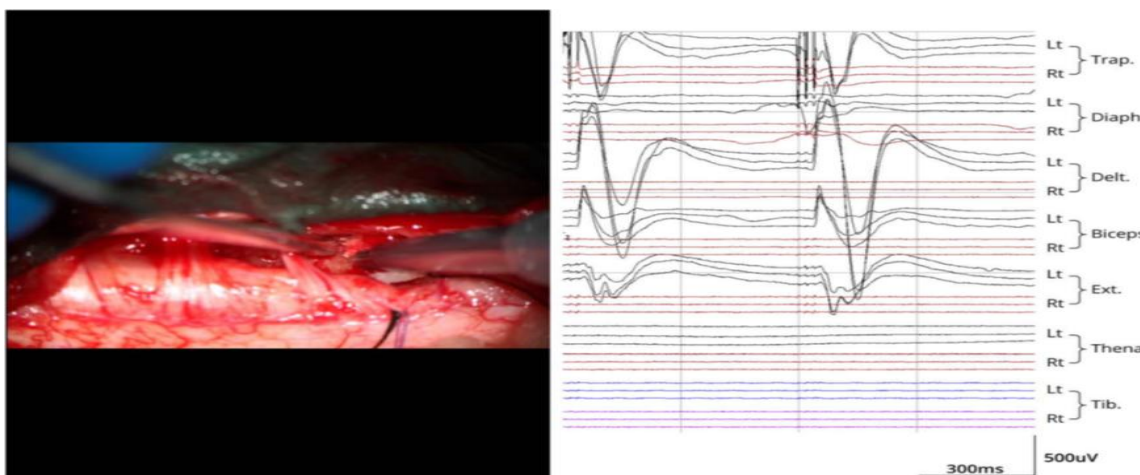 Lt
Trap.
Rt
Lt
Diaph
Rt
Lt
Delt.
Rt
Lt
Biceps
Rt
Lt
Ext.
Rt
Lt
Thena
Rt
Lt
Tib.
Rt
500uV
300ms